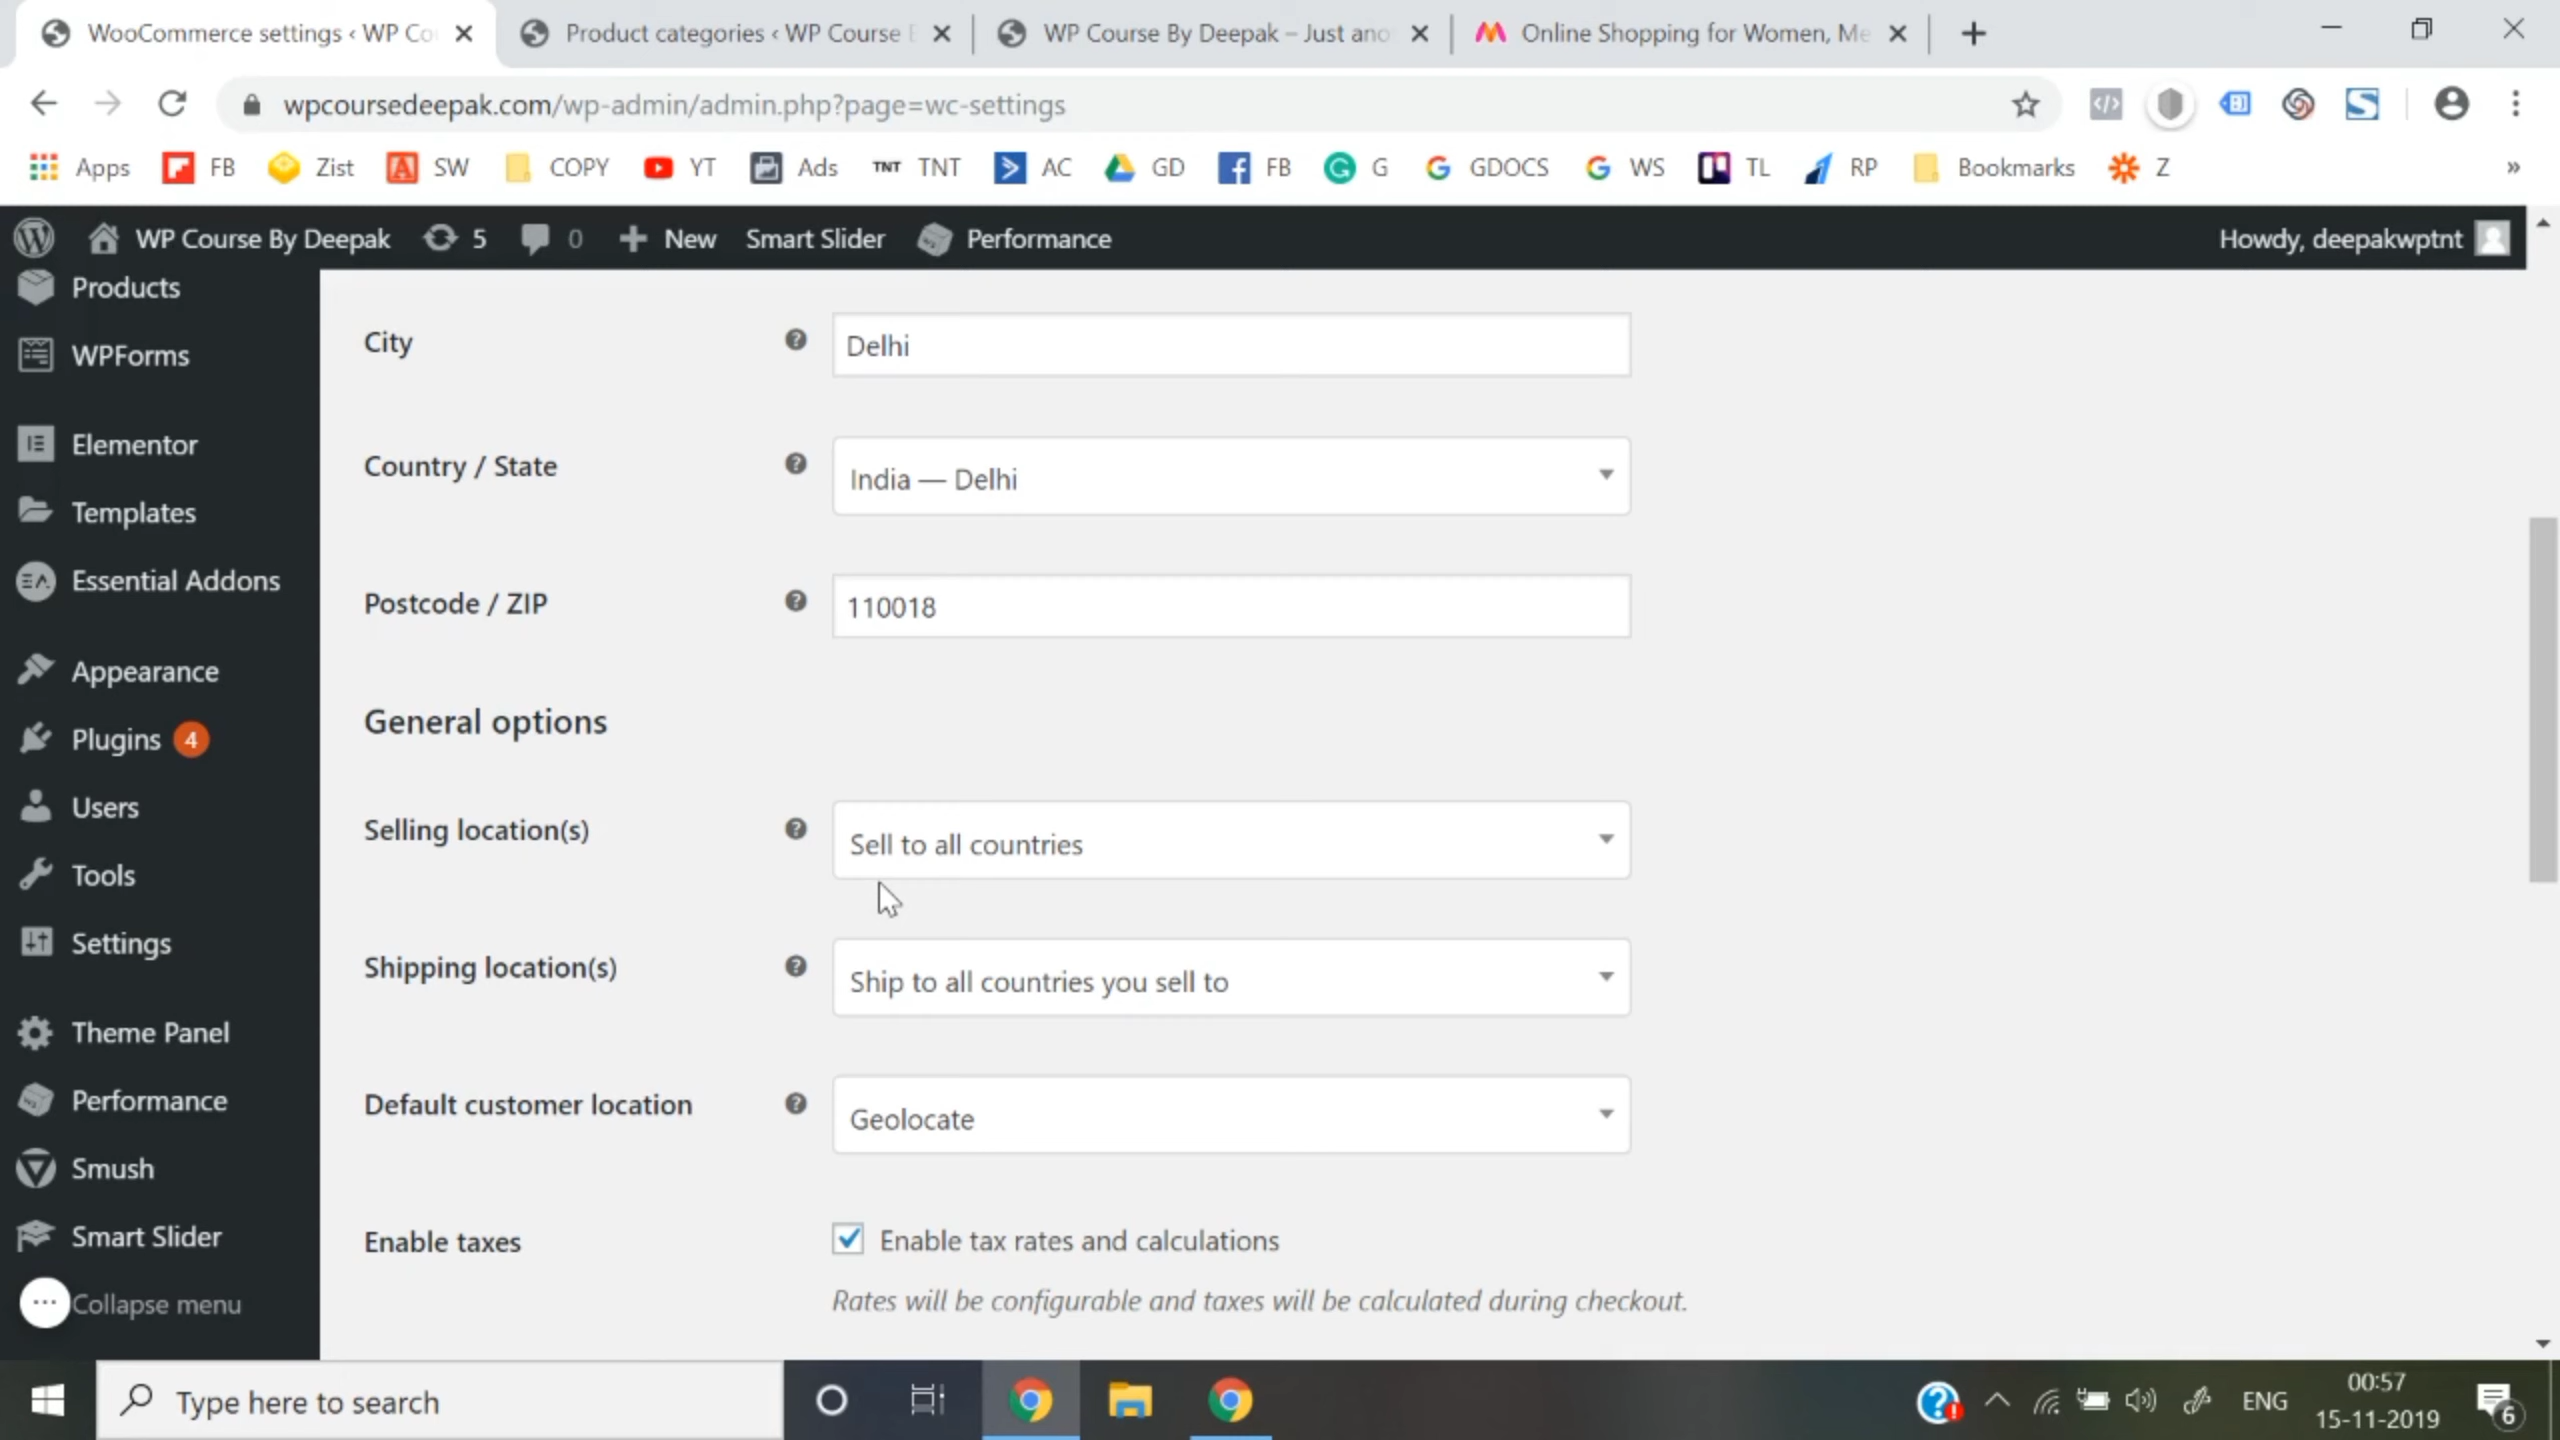 WooCommerce settings ‹ WP Co
Product categories ‹ WP Course
WP Course By Deepak – Just ano
Online Shopping for Women, Me
wpcoursedeepak.com/wp-admin/admin.php?page=wc-settings
Apps FB Zist SW COPY YT Ads TNT TNT AC GD FB G GDOCS WS TL RP Bookmarks Z »
WP Course By Deepak 5 0 New Smart Slider Performance Howdy, deepakwptnt
Products
WPForms
Elementor
Templates
Essential Addons
Appearance
Plugins 4
Users
Tools
Settings
Theme Panel
Performance
Smush
Smart Slider
Collapse menu
City Delhi
Country / State India — Delhi
Postcode / ZIP 110018
General options
Selling location(s) Sell to all countries
Shipping location(s) Ship to all countries you sell to
Default customer location Geolocate
Enable taxes Enable tax rates and calculations
Rates will be configurable and taxes will be calculated during checkout.
Type here to search
ENG
00:57
15-11-2019
6